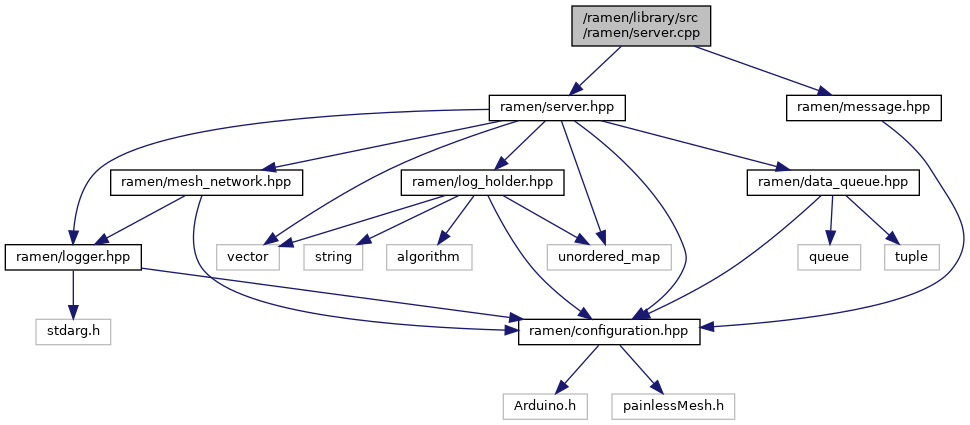 /ramen/library/src
/ramen/server.cpp
ramen/server.hpp
ramen/message.hpp
ramen/mesh_network.hpp
ramen/log_holder.hpp
ramen/data_queue.hpp
ramen/logger.hpp
vector
string
algorithm
unordered_map
queue
tuple
stdarg.h
ramen/configuration.hpp
Arduino.h
painlessMesh.h